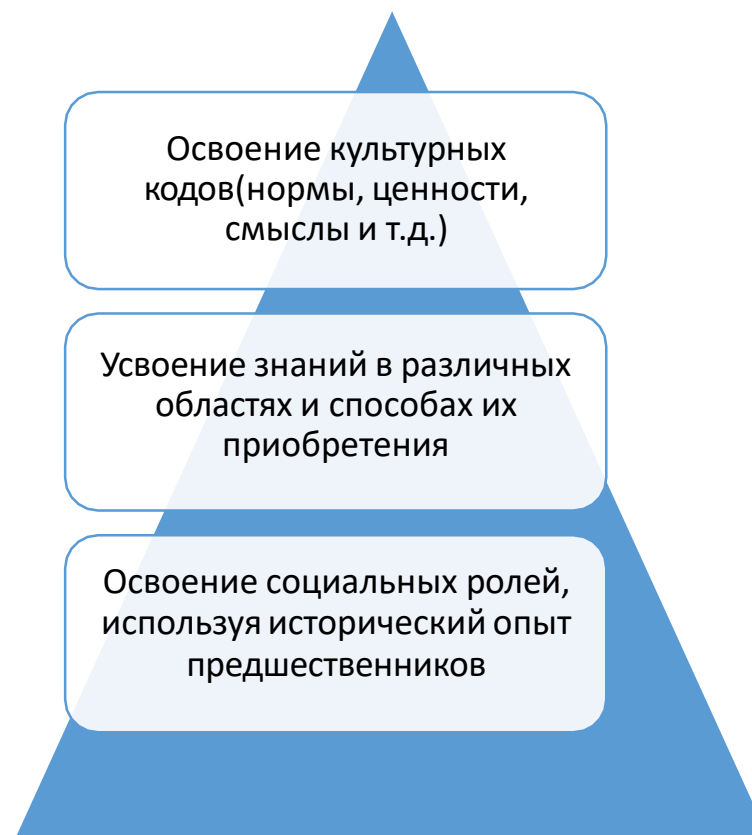 Освоение культурных
кодов(нормы, ценности,
смыслы и т.д.)
Усвоение знаний в различных
областях и способах их
приобретения
Освоение социальных ролей,
используя исторический опыт
предшественников